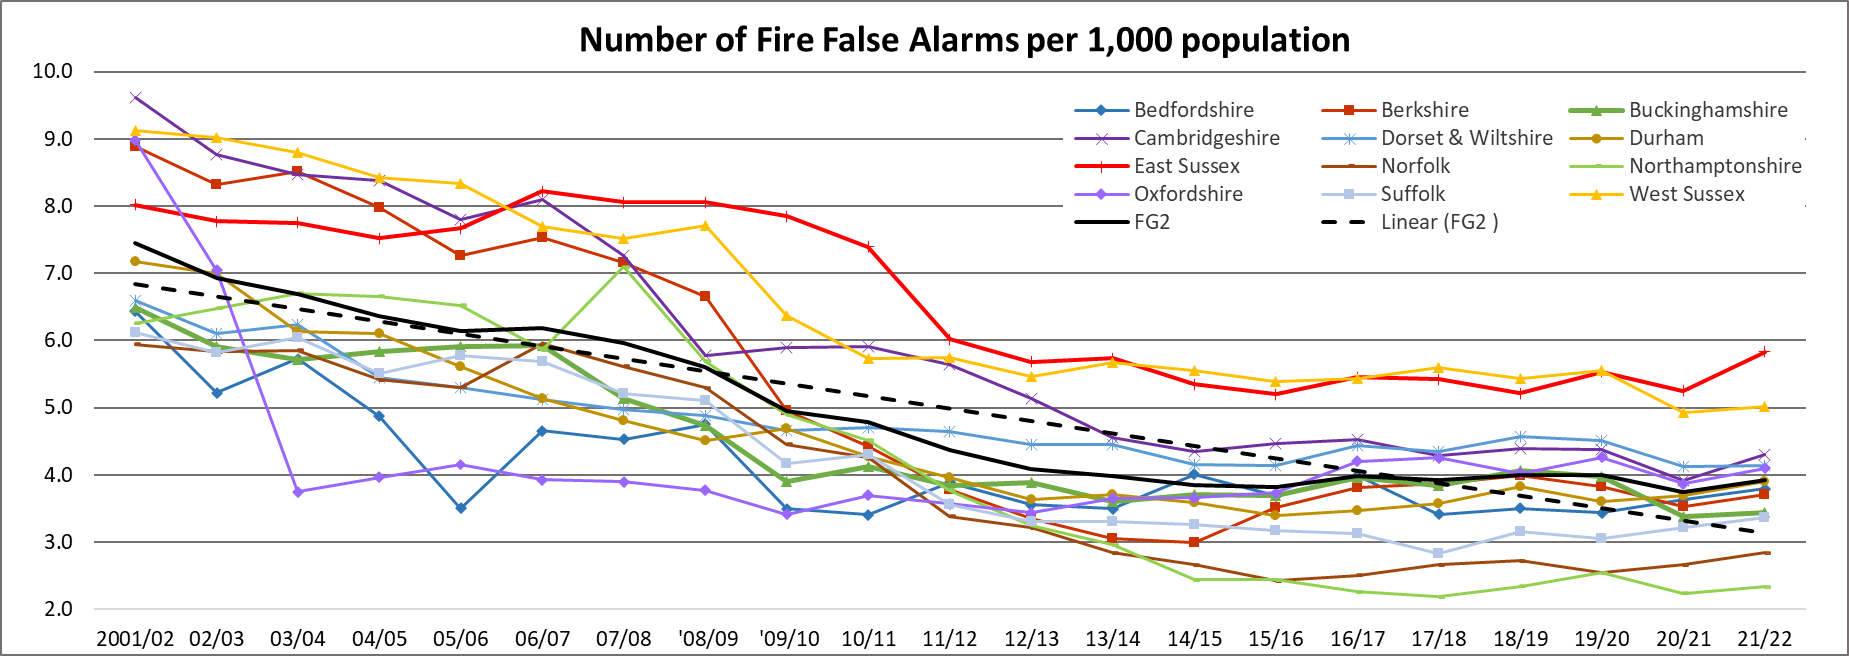 Number of Fire False Alarms per 1,000 population
10.0
9.0
8.0
7.0
6.0
5.0
4.0
3.0
2.0
Bedfordshire Berkshire Buckinghamshire
Cambridgeshire Dorset & Wiltshire Durham
East Sussex Norfolk Northamptonshire
Oxfordshire Suffolk West Sussex
FG2 Linear (FG2 )
2001/02 02/03 03/04 04/05 05/06 06/07 07/08 '08/09 '09/10 10/11 11/12 12/13 13/14 14/15 15/16 16/17 17/18 18/19 19/20 20/21 21/22